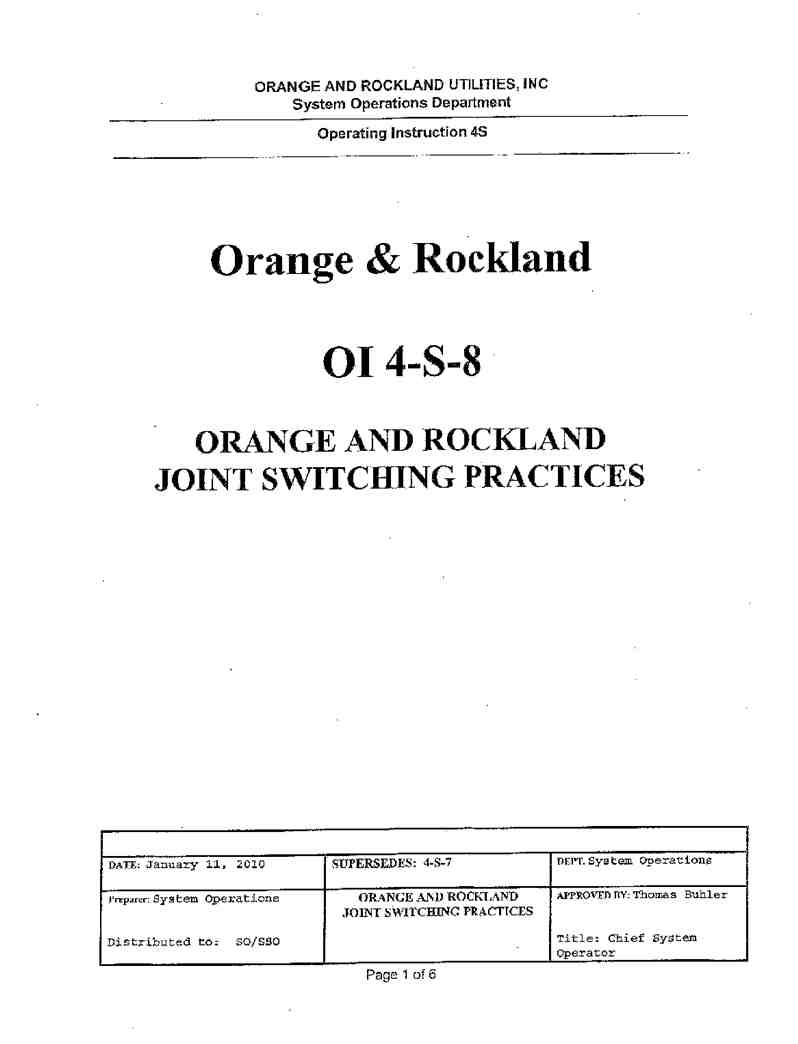 ORANGE AND ROCKLAND UTILITIES, INC
System Operations Department
Operating Instruction 4S
Orange & Rockland
OI 4-S-8
ORANGE AND ROCKLAND
JOINT SWITCHING PRACTICES
DATE: January 11, 2010
SUPERSEDES: 4-S-7
DEPT. System Operations
Preparer: System Operations
Distributed to: SO/SSO
ORANGE AND ROCKLAND
JOINT SWITCHING PRACTICES
APPROVED BY: Thomas Buhler
Title: Chief System
Operator
Page 1 of 6